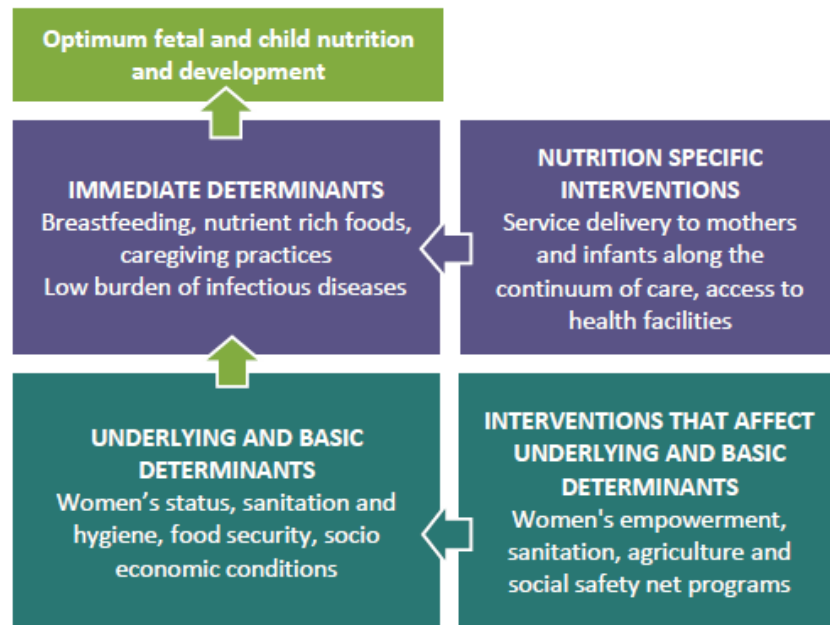 Optimum fetal and child nutrition
and development
IMMEDIATE DETERMINANTS
Breastfeeding, nutrient rich foods,
caregiving practices
Low burden of infectious diseases
NUTRITION SPECIFIC
INTERVENTIONS
Service delivery to mothers
and infants along the
continuum of care, access to
health facilities
UNDERLYING AND BASIC
DETERMINANTS
Women’s status, sanitation and
hygiene, food security, socio
economic conditions
INTERVENTIONS THAT AFFECT
UNDERLYING AND BASIC
DETERMINANTS
Women's empowerment,
sanitation, agriculture and
social safety net programs